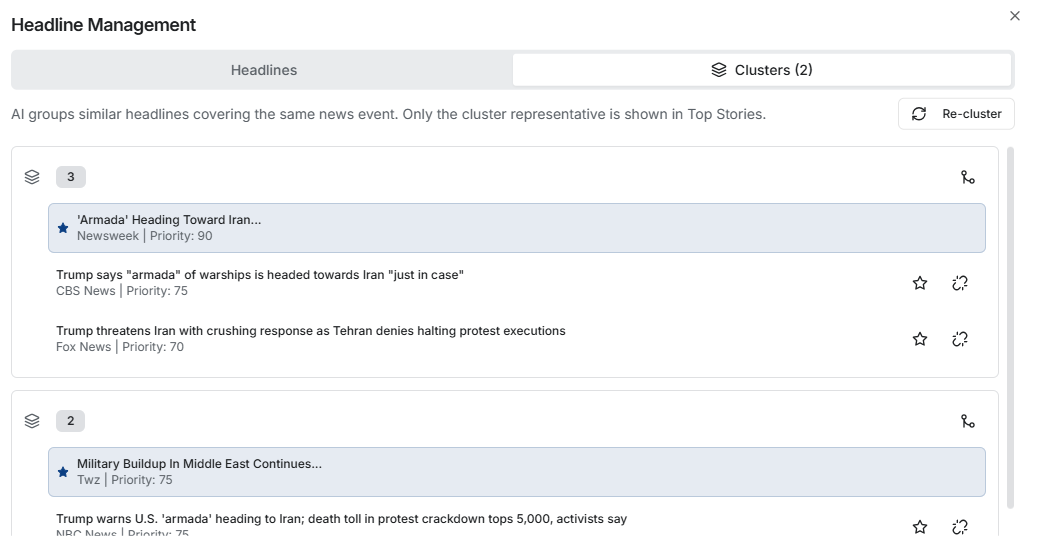 Headline Management
Headlines
Clusters (2)
AI groups similar headlines covering the same news event. Only the cluster representative is shown in Top Stories.
Re-cluster
3
'Armada' Heading Toward Iran...
Newsweek | Priority: 90
Trump says "armada" of warships is headed towards Iran "just in case"
CBS News | Priority: 75
Trump threatens Iran with crushing response as Tehran denies halting protest executions
Fox News | Priority: 70
2
Military Buildup In Middle East Continues...
Twz | Priority: 75
Trump warns U.S. 'armada' heading to Iran; death toll in protest crackdown tops 5,000, activists say
NBC News | Priority: 75